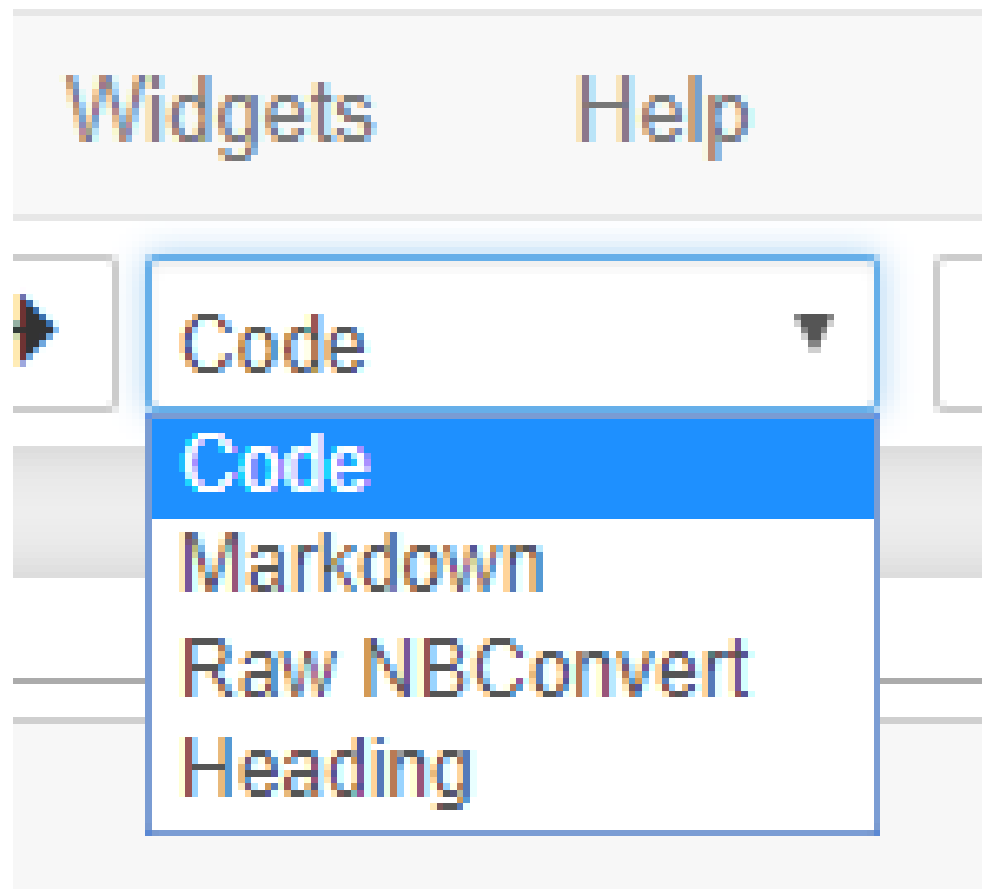 Widgets Help
Code
Code
Markdown
Raw NBConvert
Heading